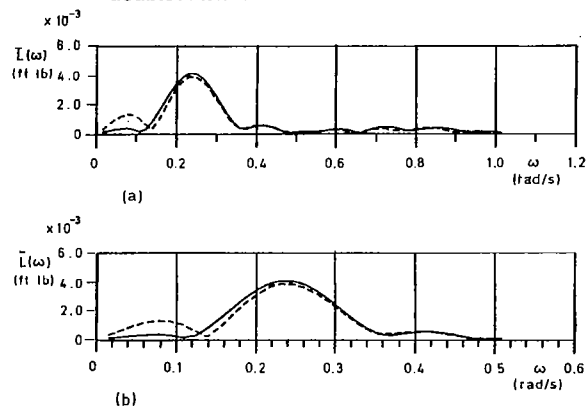 × 10⁻³
6.0
L̄(ω)
(ft lb)
4.0
2.0
0
0 0.2 0.4 0.6 0.8 1.0 ω 1.2
(rad/s)
(a)
× 10⁻³
6.0
L̄(ω)
(ft lb)
4.0
2.0
0
0 0.1 0.2 0.3 0.4 0.5 ω 0.6
(rad/s)
(b)